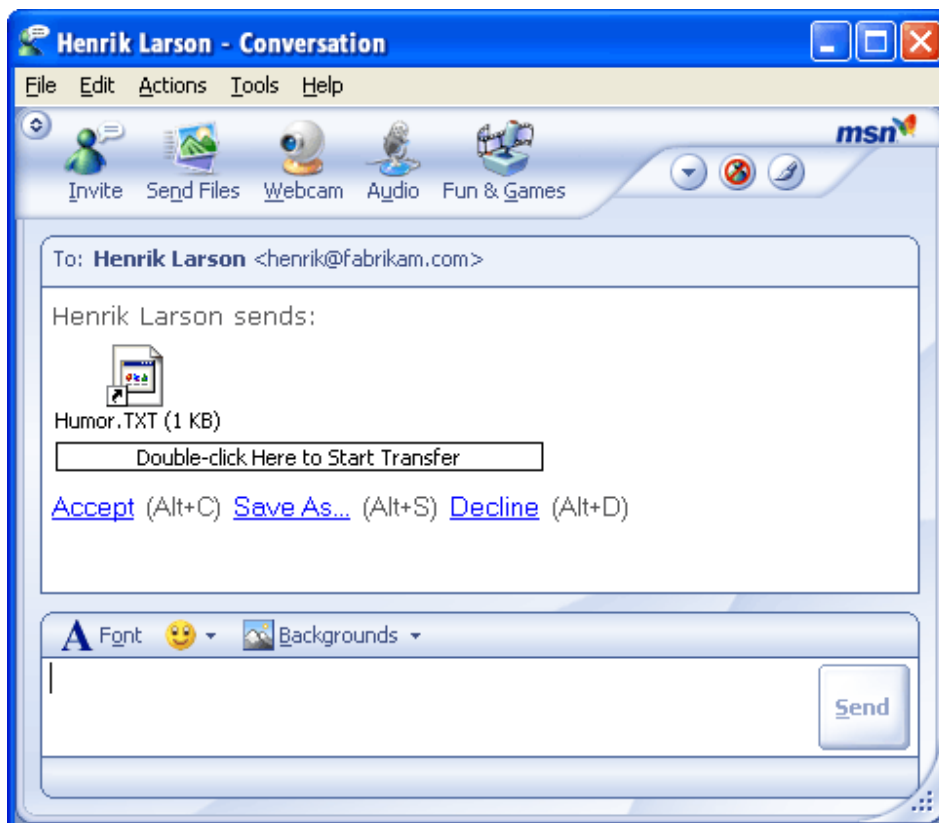 Henrik Larson - Conversation
File Edit Actions Tools Help
msn
Invite Send Files Webcam Audio Fun & Games
To: Henrik Larson <henrik@fabrikam.com>
Henrik Larson sends:
Humor.TXT (1 KB)
Double-click Here to Start Transfer
Accept (Alt+C) Save As... (Alt+S) Decline (Alt+D)
A Font Backgrounds
Send